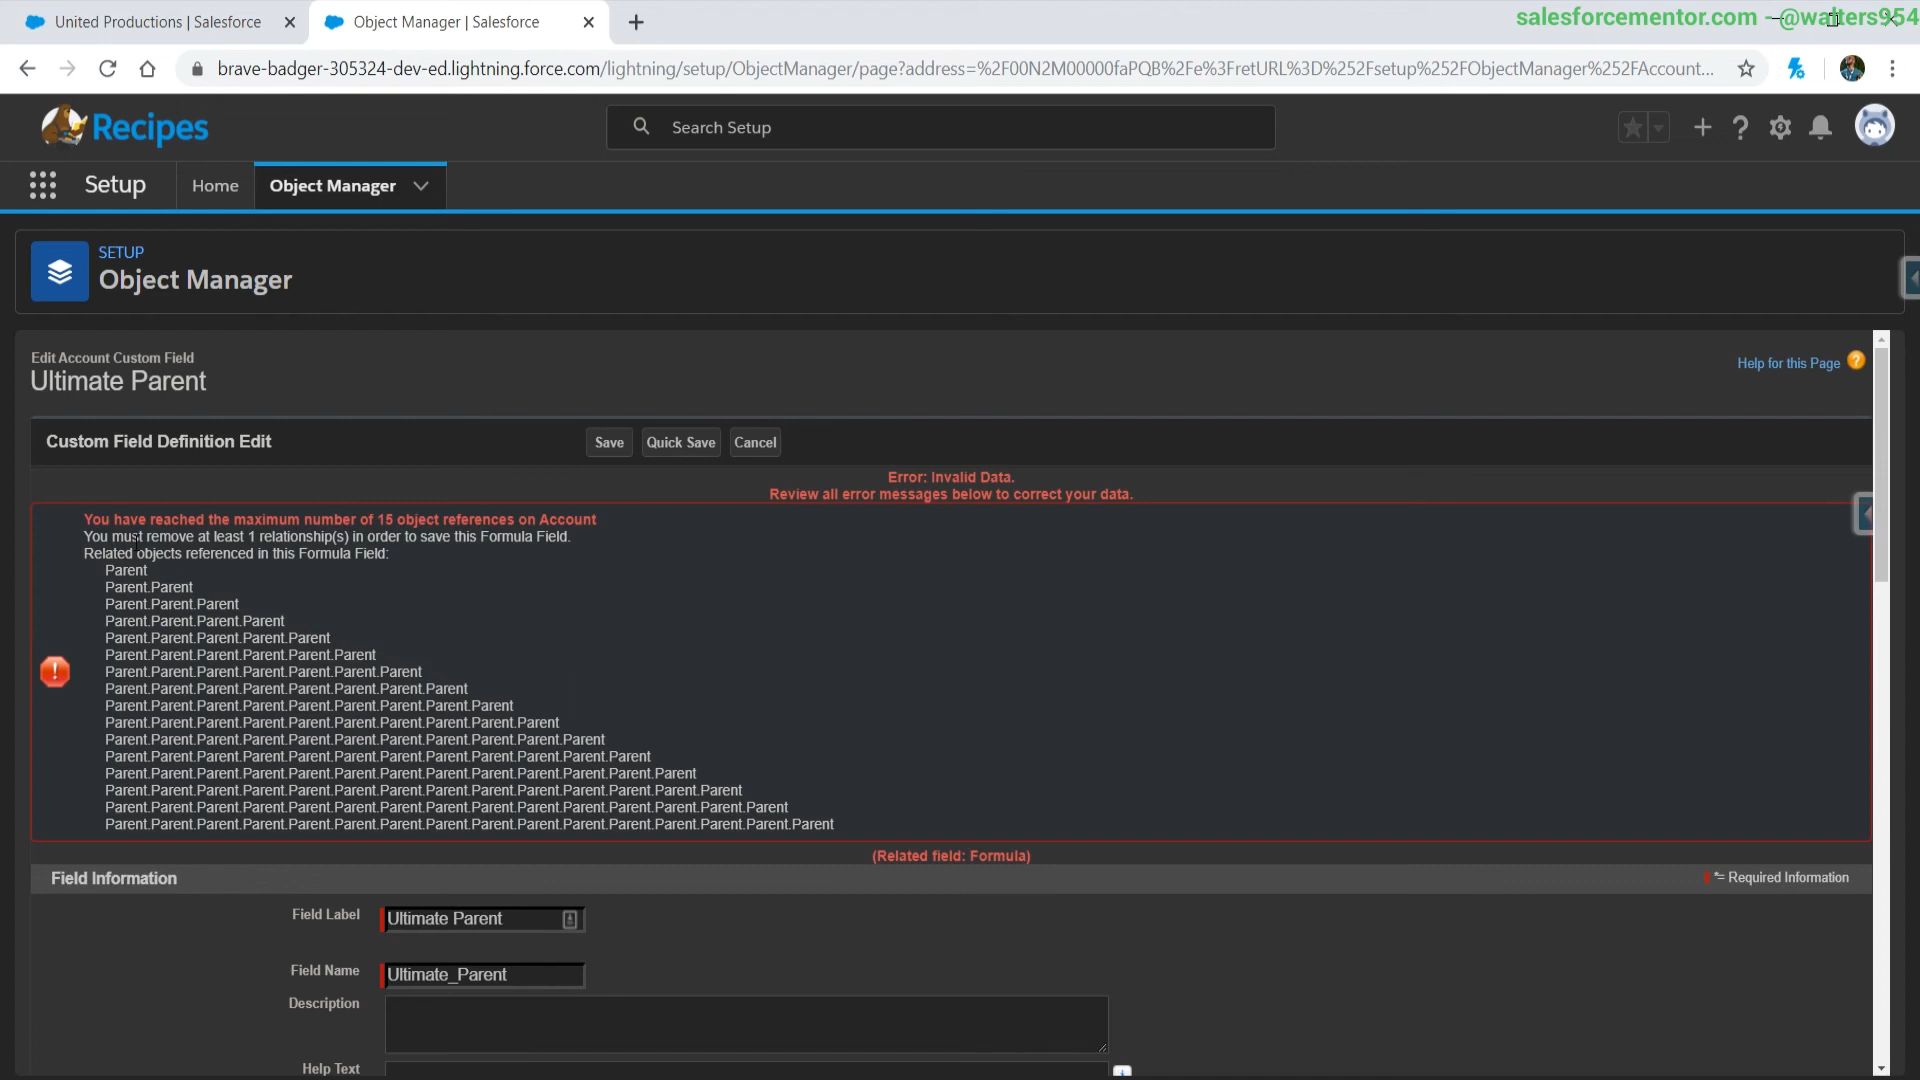 United Productions | Salesforce
Object Manager | Salesforce
salesforcementor.com - @walters954
brave-badger-305324-dev-ed.lightning.force.com/lightning/setup/ObjectManager/page?address=%2F00N2M00000faPQB%2Fe%3FretURL%3D%252Fsetup%252FObjectManager%252FAccount...
Recipes
Search Setup
Setup
Home
Object Manager
SETUP
Object Manager
Edit Account Custom Field
Ultimate Parent
Help for this Page
Custom Field Definition Edit
Save
Quick Save
Cancel
Error: Invalid Data.
Review all error messages below to correct your data.
You have reached the maximum number of 15 object references on Account
You must remove at least 1 relationship(s) in order to save this Formula Field.
Related objects referenced in this Formula Field:
Parent
Parent.Parent
Parent.Parent.Parent
Parent.Parent.Parent.Parent
Parent.Parent.Parent.Parent.Parent
Parent.Parent.Parent.Parent.Parent.Parent
Parent.Parent.Parent.Parent.Parent.Parent.Parent
Parent.Parent.Parent.Parent.Parent.Parent.Parent.Parent
Parent.Parent.Parent.Parent.Parent.Parent.Parent.Parent.Parent
Parent.Parent.Parent.Parent.Parent.Parent.Parent.Parent.Parent.Parent
Parent.Parent.Parent.Parent.Parent.Parent.Parent.Parent.Parent.Parent.Parent
Parent.Parent.Parent.Parent.Parent.Parent.Parent.Parent.Parent.Parent.Parent.Parent
Parent.Parent.Parent.Parent.Parent.Parent.Parent.Parent.Parent.Parent.Parent.Parent.Parent
Parent.Parent.Parent.Parent.Parent.Parent.Parent.Parent.Parent.Parent.Parent.Parent.Parent.Parent
Parent.Parent.Parent.Parent.Parent.Parent.Parent.Parent.Parent.Parent.Parent.Parent.Parent.Parent.Parent
Parent.Parent.Parent.Parent.Parent.Parent.Parent.Parent.Parent.Parent.Parent.Parent.Parent.Parent.Parent.Parent
(Related field: Formula)
Field Information
= Required Information
Field Label
Ultimate Parent
Field Name
Ultimate_Parent
Description
Help Text